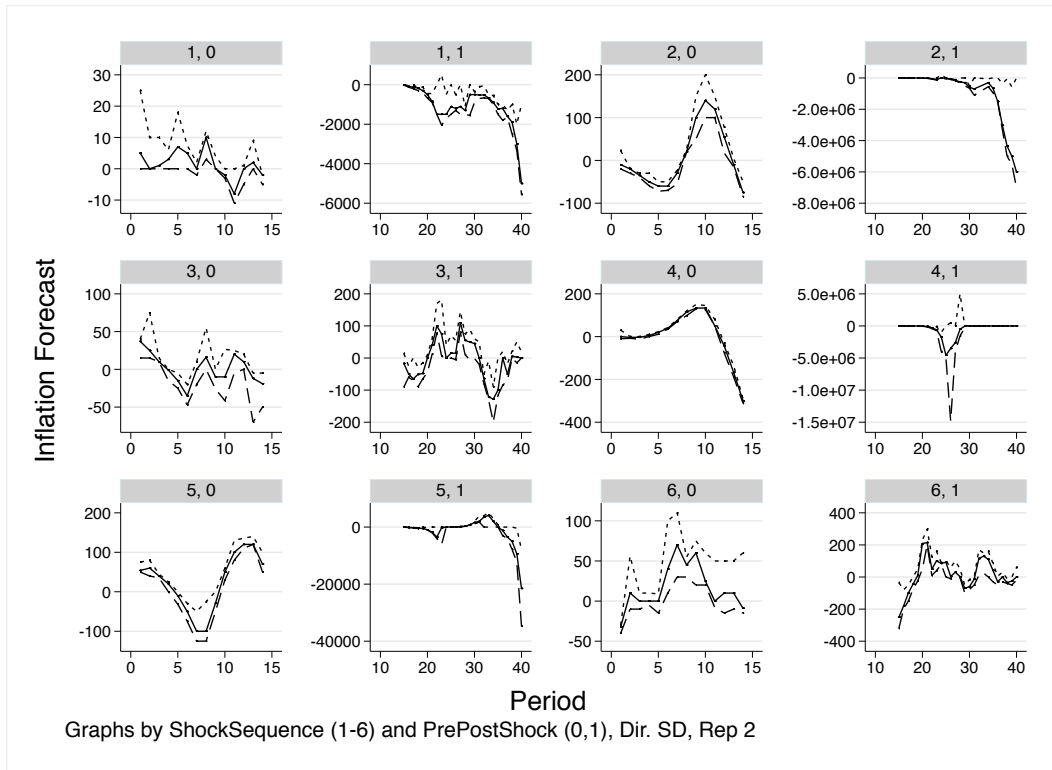 1, 0
30
20
10
0
-10
0 5 10 15
1, 1
0
-2000
-4000
-6000
10 20 30 40
2, 0
200
100
0
-100
0 5 10 15
2, 1
0
-2.0e+06
-4.0e+06
-6.0e+06
-8.0e+06
10 20 30 40
3, 0
100
50
0
-50
0 5 10 15
3, 1
200
100
0
-100
-200
10 20 30 40
4, 0
200
0
-200
-400
0 5 10 15
4, 1
5.0e+06
0
-5.0e+06
-1.0e+07
-1.5e+07
10 20 30 40
5, 0
200
100
0
-100
0 5 10 15
5, 1
0
-20000
-40000
10 20 30 40
6, 0
100
50
0
-50
0 5 10 15
6, 1
400
200
0
-200
-400
10 20 30 40
Inflation Forecast
Period
Graphs by ShockSequence (1-6) and PrePostShock (0,1), Dir. SD, Rep 2